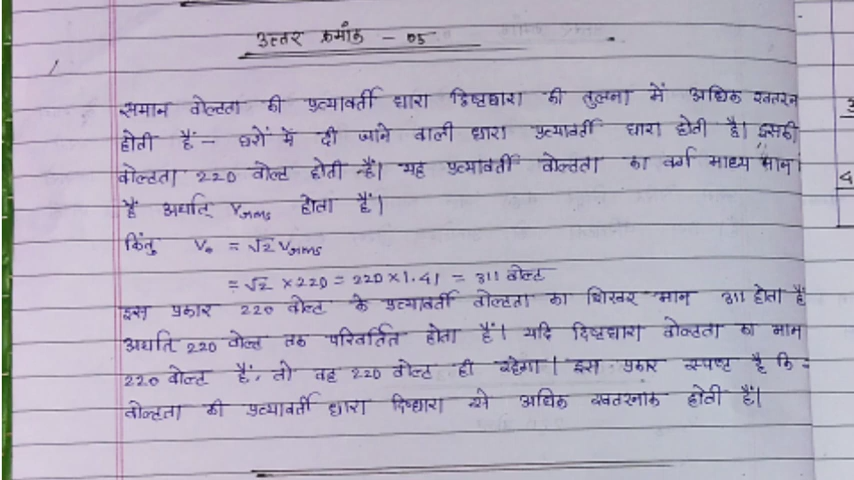 उत्तर क्रमांक - 05
समान वोल्टता की प्रत्यावर्ती धारा दिष्टधारा की तुलना में अधिक खतरन
होती हैं - घरों में दी जाने वाली धारा प्रत्यावर्ती धारा होती है। इसकी
वोल्टता 220 वोल्ट होती हैं। यह प्रत्यावर्ती वोल्टता का वर्ग माध्य मान
हैं अर्थात् Vrms होता हैं।
किंतु V₀ = √2 Vrms
= √2 × 220 = 220 × 1.41 = 311 वोल्ट
इस प्रकार 220 वोल्ट के प्रत्यावर्ती वोल्टता का शिखर मान 311 होता हैं
अर्थात् 220 वोल्ट तक परिवर्तित होता हैं। यदि दिष्टधारा वोल्टता का मान
220 वोल्ट हैं, तो वह 220 वोल्ट ही रहेगा। इस प्रकार स्पष्ट है कि
वोल्टता की प्रत्यावर्ती धारा दिष्धारा से अधिक खतरनाक होती हैं।
4